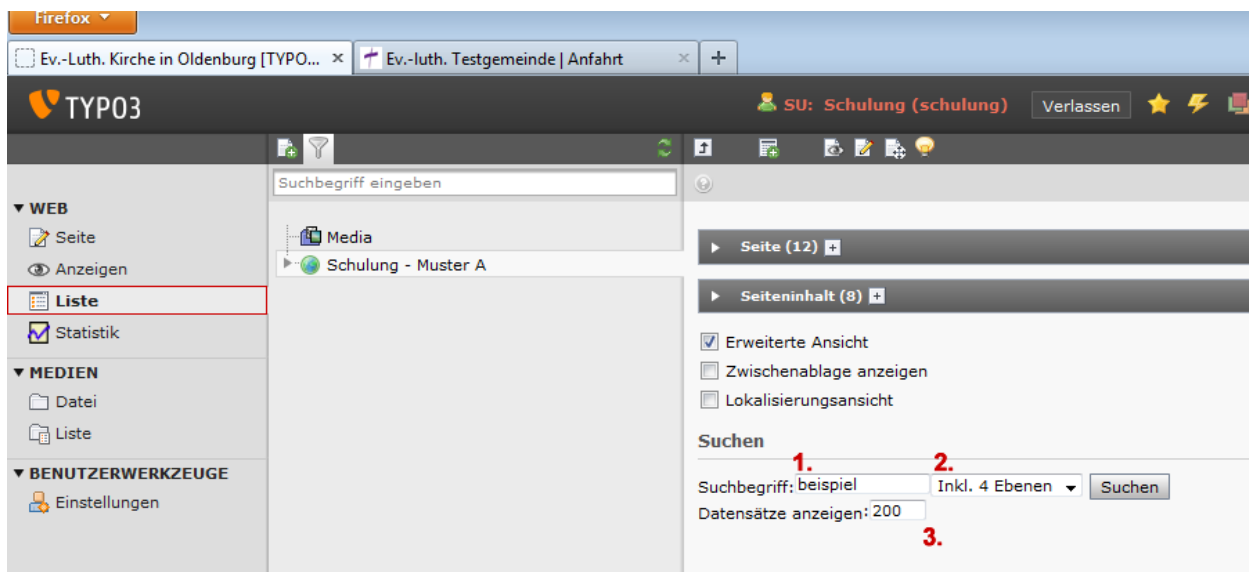 Firefox
Ev.-Luth. Kirche in Oldenburg [TYPO... ×
Ev.-luth. Testgemeinde | Anfahrt ×
+
TYPO3
SU: Schulung (schulung)
Verlassen
Suchbegriff eingeben
WEB
Seite
Anzeigen
Liste
Statistik
MEDIEN
Datei
Liste
BENUTZERWERKZEUGE
Einstellungen
Media
Schulung - Muster A
Seite (12)
Seiteninhalt (8)
Erweiterte Ansicht
Zwischenablage anzeigen
Lokalisierungsansicht
Suchen
1. 2.
Suchbegriff: beispiel Inkl. 4 Ebenen Suchen
Datensätze anzeigen: 200
3.